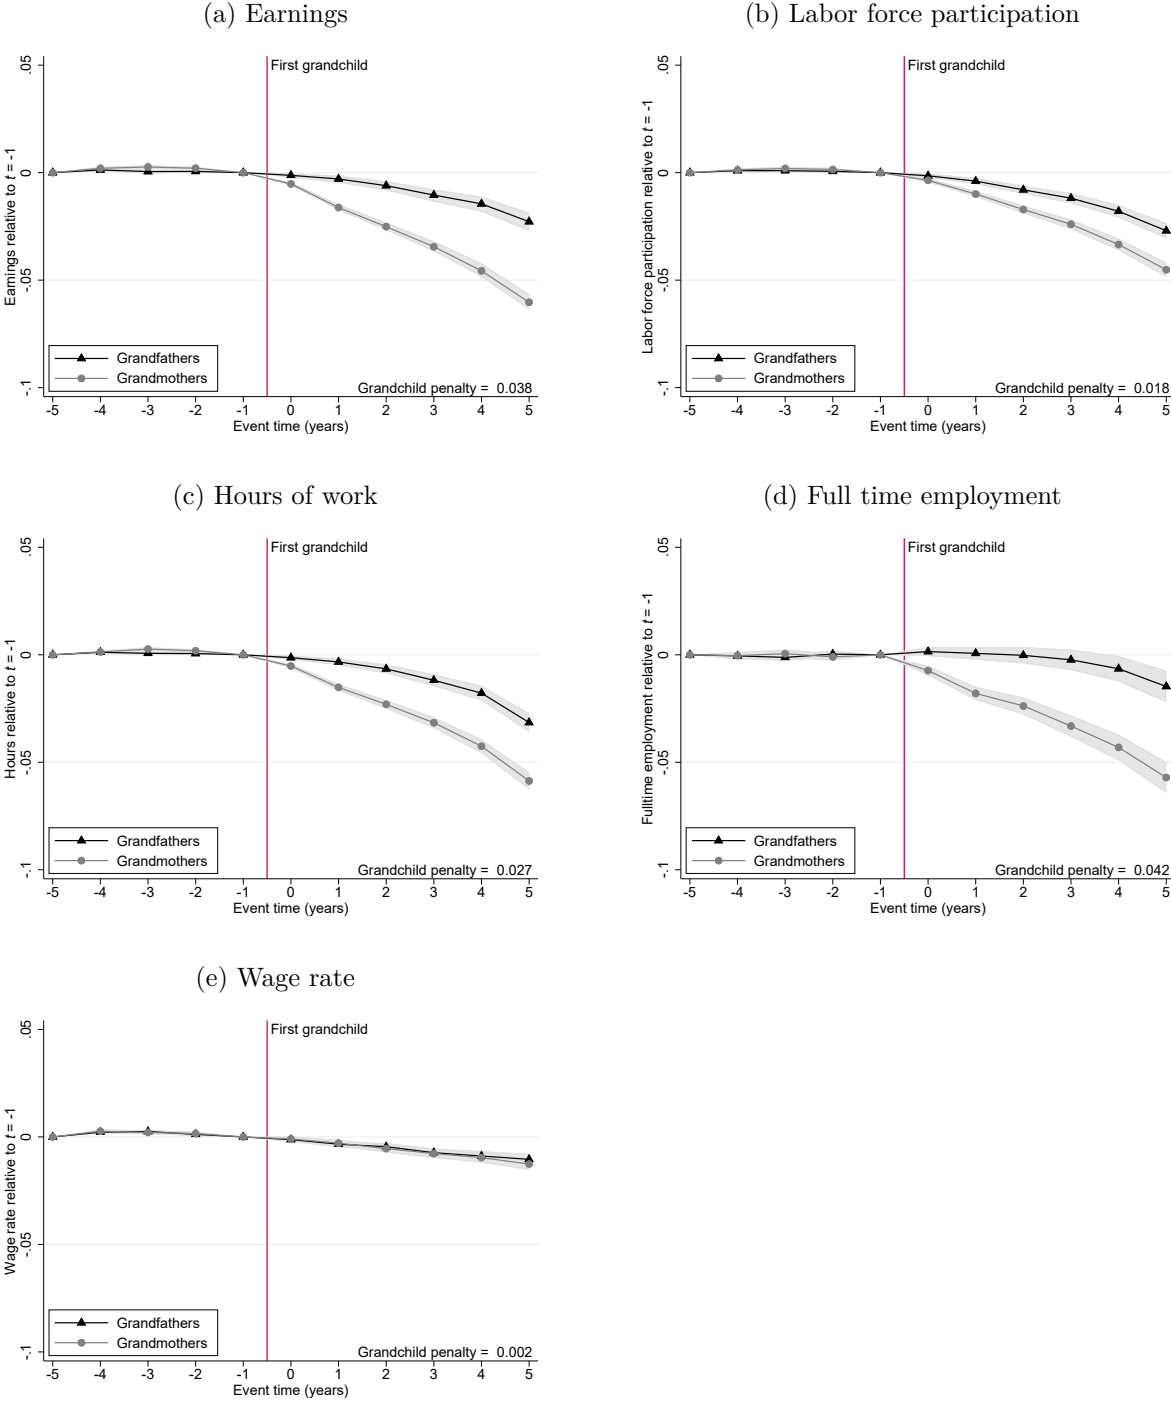 (a) Earnings
Earnings relative to t = -1
.05
0
-.05
-.1
First grandchild
Grandfathers
Grandmothers
Grandchild penalty = 0.038
-5 -4 -3 -2 -1 0 1 2 3 4 5
Event time (years)
(b) Labor force participation
Labor force participation relative to t = -1
.05
0
-.05
-.1
First grandchild
Grandfathers
Grandmothers
Grandchild penalty = 0.018
-5 -4 -3 -2 -1 0 1 2 3 4 5
Event time (years)
(c) Hours of work
Hours relative to t = -1
.05
0
-.05
-.1
First grandchild
Grandfathers
Grandmothers
Grandchild penalty = 0.027
-5 -4 -3 -2 -1 0 1 2 3 4 5
Event time (years)
(d) Full time employment
Fulltime employment relative to t = -1
.05
0
-.05
-.1
First grandchild
Grandfathers
Grandmothers
Grandchild penalty = 0.042
-5 -4 -3 -2 -1 0 1 2 3 4 5
Event time (years)
(e) Wage rate
Wage rate relative to t = -1
.05
0
-.05
-.1
First grandchild
Grandfathers
Grandmothers
Grandchild penalty = 0.002
-5 -4 -3 -2 -1 0 1 2 3 4 5
Event time (years)